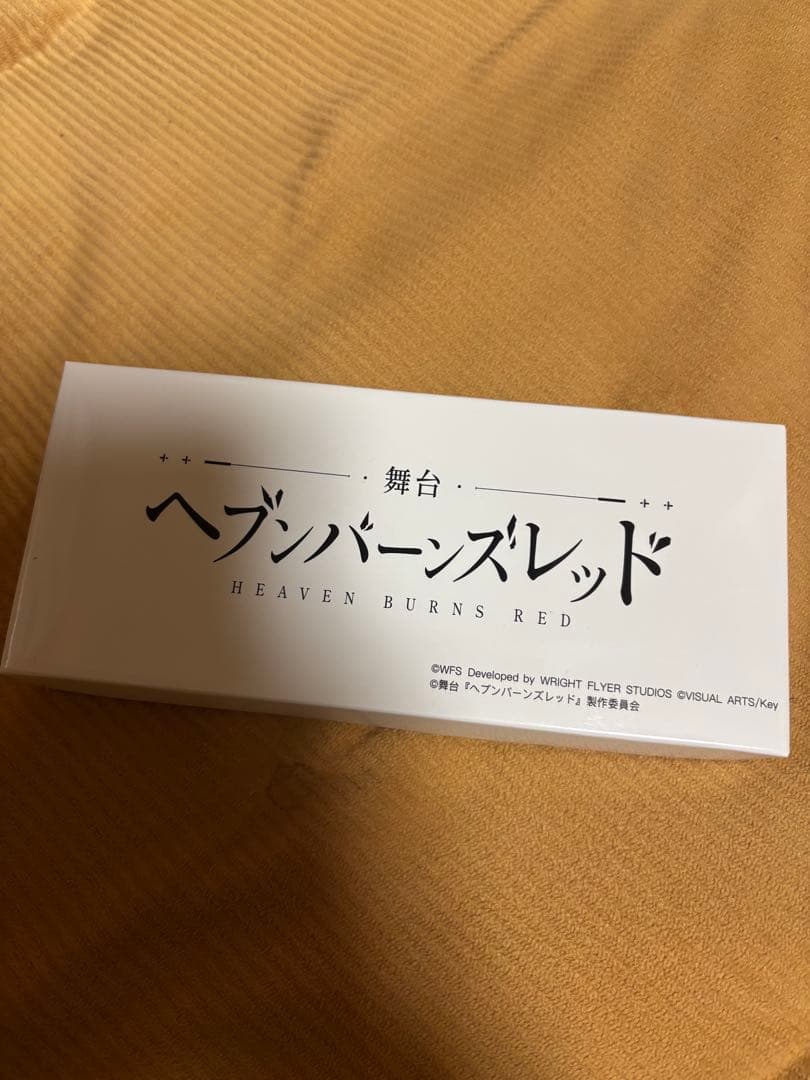 ・舞台・
ヘブンバーンズレッド
HEAVEN BURNS RED
©WFS Developed by WRIGHT FLYER STUDIOS ©VISUAL ARTS/Key
©舞台『ヘブンバーンズレッド』製作委員会